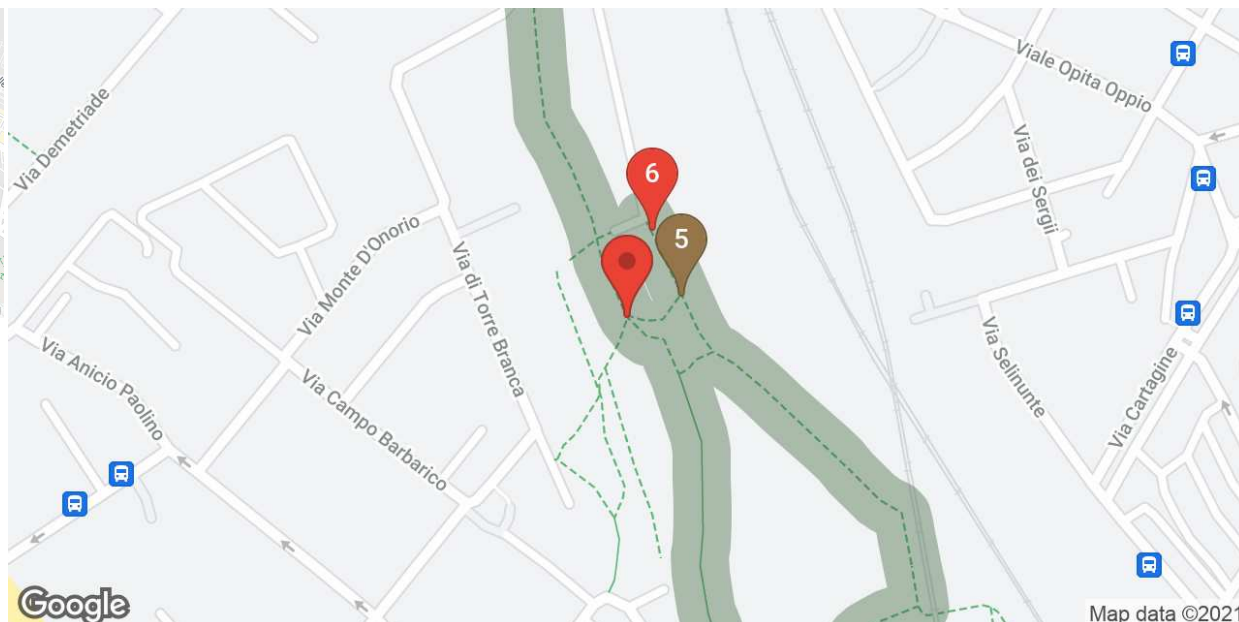 Viale Opita Oppio
Via Demetriade
Via dei Sergii
6
5
Via Monte D'Onorio
Via di Torre Branca
Via Anicio Paolino
Via Campo Barbarico
Via Selinunte
Via Cartagine
Google
Map data ©2021